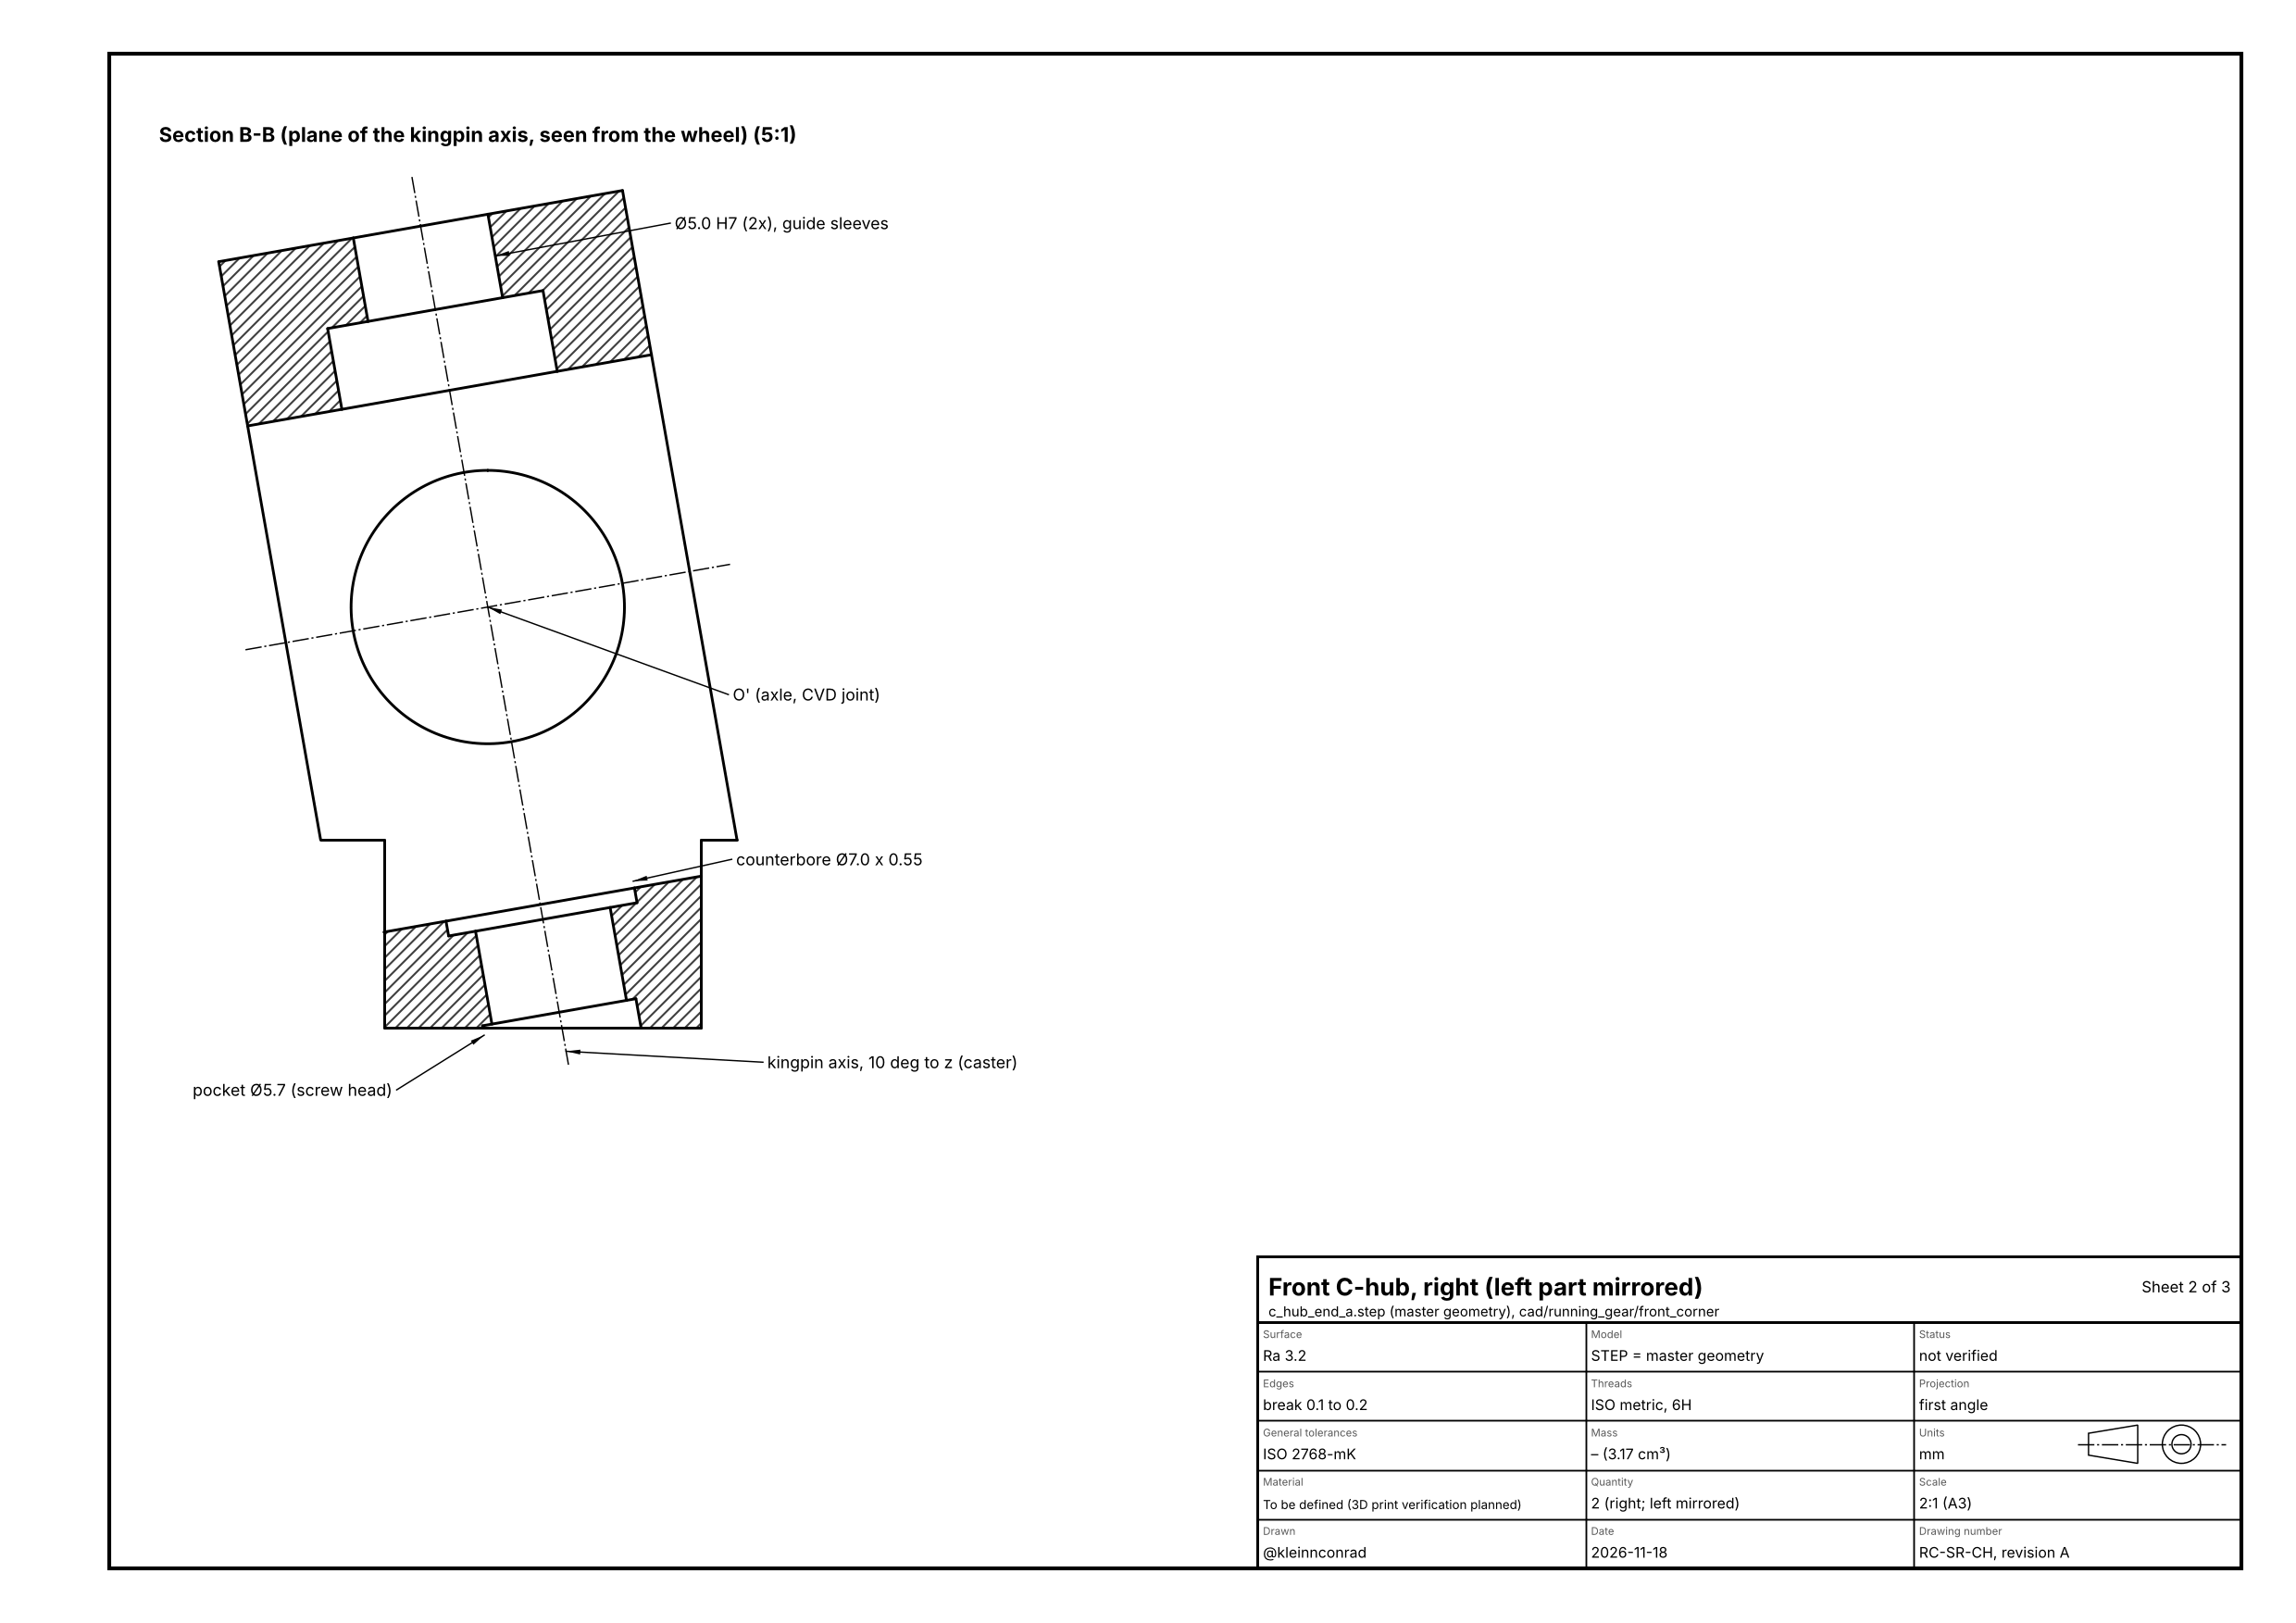 Section B-B (plane of the kingpin axis, seen from the wheel) (5:1)
Ø5.0 H7 (2x), guide sleeves
O' (axle, CVD joint)
counterbore Ø7.0 x 0.55
kingpin axis, 10 deg to z (caster)
pocket Ø5.7 (screw head)
Front C-hub, right (left part mirrored)
Sheet 2 of 3
c_hub_end_a.step (master geometry), cad/running_gear/front_corner
Surface
Ra 3.2
Model
STEP = master geometry
Status
not verified
Edges
break 0.1 to 0.2
Threads
ISO metric, 6H
Projection
first angle
General tolerances
ISO 2768-mK
Mass
– (3.17 cm³)
Units
mm
Material
To be defined (3D print verification planned)
Quantity
2 (right; left mirrored)
Scale
2:1 (A3)
Drawn
@kleinnconrad
Date
2026-11-18
Drawing number
RC-SR-CH, revision A